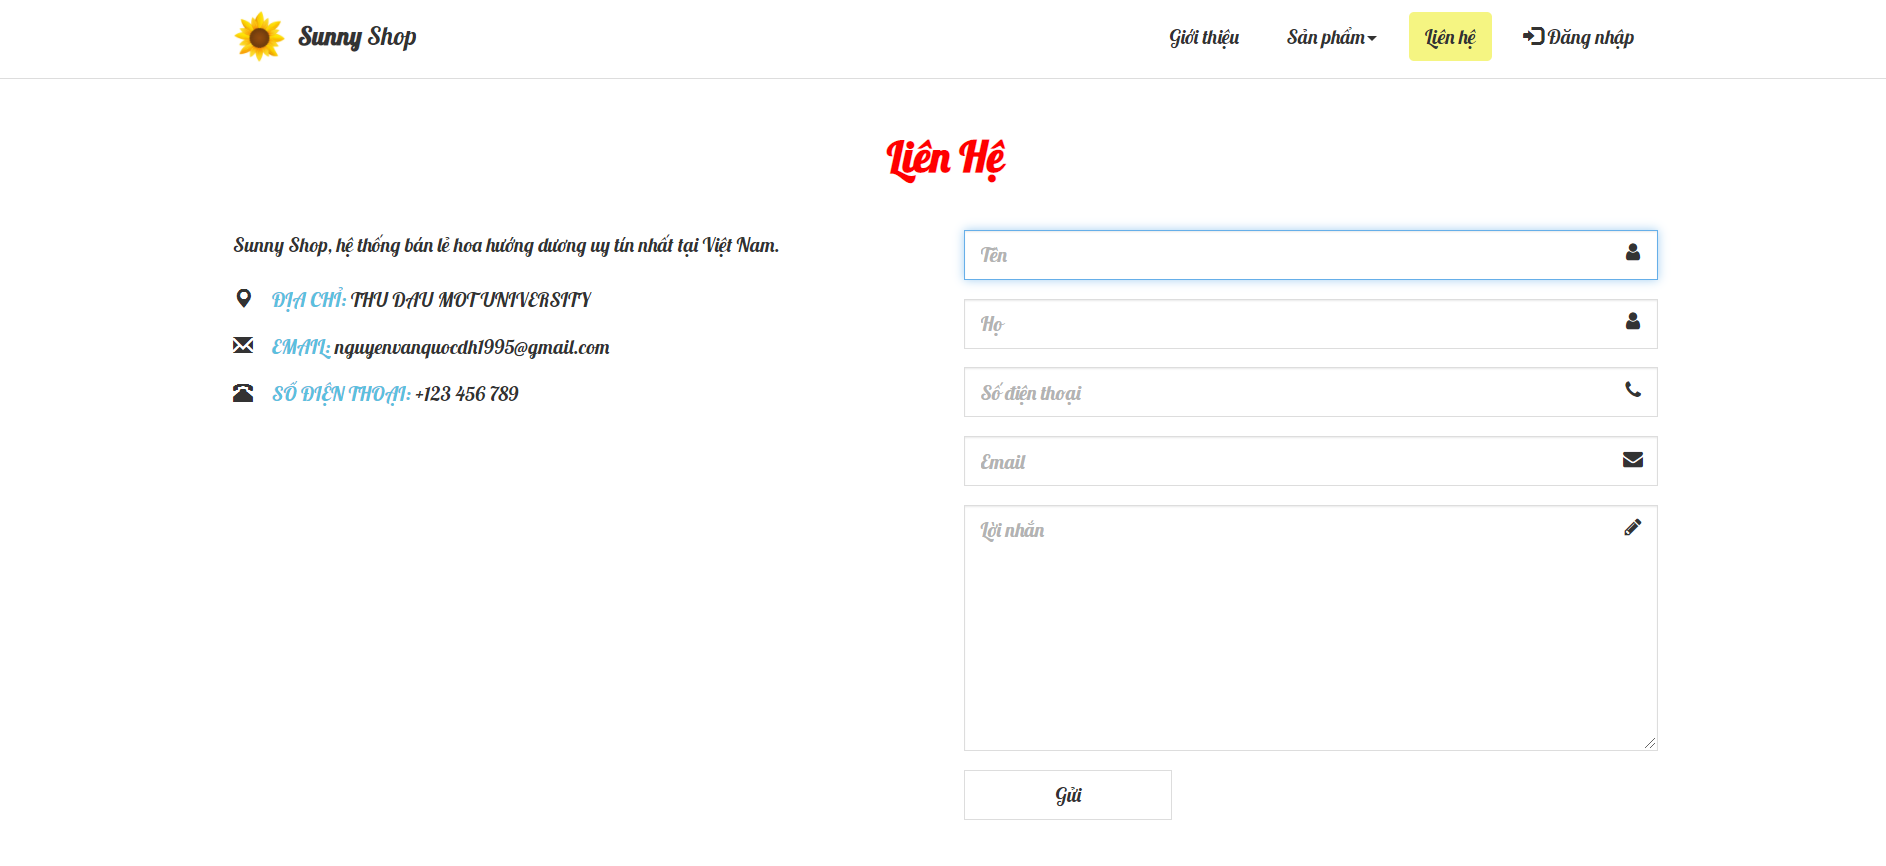 Sunny Shop
Giới thiệu
Sản phẩm
Liên hệ
Đăng nhập
Liên Hệ
Sunny Shop, hệ thống bán lẻ hoa hướng dương uy tín nhất tại Việt Nam.
ĐỊA CHỈ: THU DAU MOT UNIVERSITY
EMAIL: nguyenvanquocdh1995@gmail.com
SỐ ĐIỆN THOẠI: +123 456 789
Tên
Họ
Số điện thoại
Email
Lời nhắn
Gửi